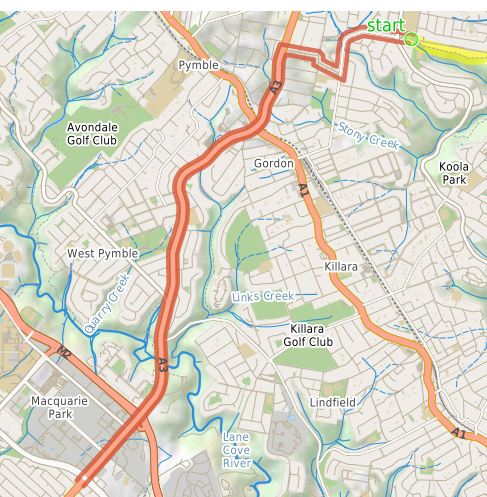 start
Pymble
A3
Avondale
Golf Club
Stony Creek
Gordon
Koola
Park
A1
West Pymble
Killara
Quarry Creek
Links Creek
Killara
Golf Club
M2
A3
Macquarie
Park
Lindfield
A1
Lane
Cove
River